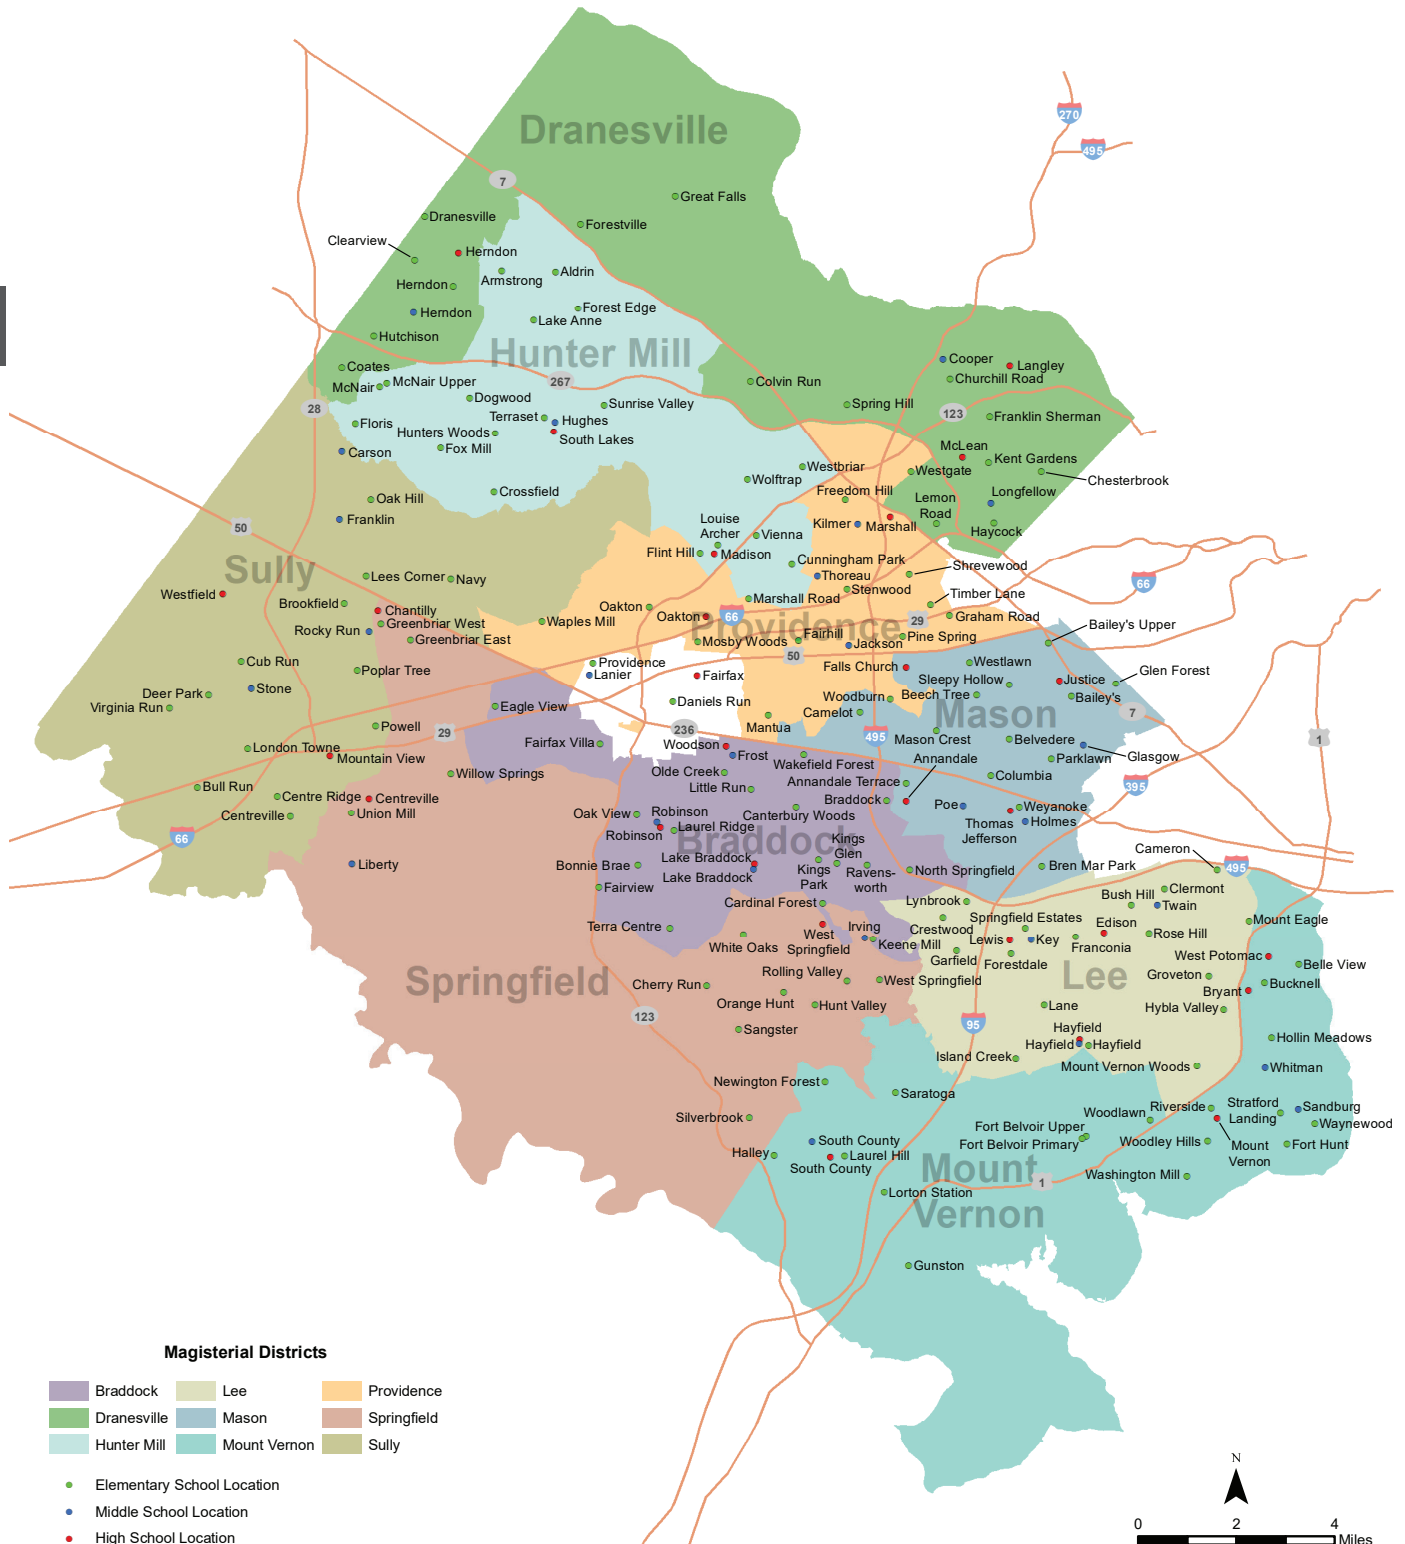 270
495
Dranesville
7
Great Falls
Dranesville
Forestville
Clearview
Herndon
Armstrong
Aldrin
Herndon
Herndon
Forest Edge
Lake Anne
Hutchison
Hunter Mill
Coates
McNair
McNair Upper
267
Colvin Run
Cooper
Langley
Churchill Road
Dogwood
Sunrise Valley
Spring Hill
28
Terraset
Hughes
123
Franklin Sherman
Floris
Hunters Woods
South Lakes
Carson
Fox Mill
McLean
Kent Gardens
Westbriar
Westgate
Chesterbrook
Wolftrap
Crossfield
Freedom Hill
Longfellow
Oak Hill
Lemon
Road
Franklin
50
Louise
Archer
Kilmer
Marshall
Haycock
Vienna
Flint Hill
Madison
Cunningham Park
Shrevewood
Sully
Lees Corner
Navy
Thoreau
66
Westfield
Stenwood
Timber Lane
Brookfield
Marshall Road
Chantilly
Oakton
Oakton
66
Graham Road
Greenbriar West
Waples Mill
Providence
29
Bailey's Upper
Rocky Run
Greenbriar East
Mosby Woods
Fairhill
Jackson
Pine Spring
50
Cub Run
Poplar Tree
Providence
Lanier
Fairfax
Falls Church
Westlawn
Glen Forest
Deer Park
Stone
Sleepy Hollow
Justice
Virginia Run
Eagle View
Daniels Run
Woodburn
Beech Tree
Bailey's
Camelot
Mason
7
Powell
29
Mantua
236
495
1
Fairfax Villa
Woodson
Mason Crest
Belvedere
London Towne
Frost
Wakefield Forest
Annandale
Parklawn
Glasgow
Mountain View
Willow Springs
Olde Creek
Columbia
Bull Run
Little Run
Annandale Terrace
395
Centre Ridge
Centreville
Braddock
Poe
Weyanoke
Centreville
Union Mill
Oak View
Robinson
Canterbury Woods
Thomas
Jefferson
Holmes
66
Robinson
Laurel Ridge
Braddock
Kings
Glen
Cameron
Liberty
Bonnie Brae
Lake Braddock
Lake Braddock
Kings
Park
Ravens-
worth
North Springfield
Bren Mar Park
495
Fairview
Bush Hill
Clermont
Cardinal Forest
Lynbrook
Twain
Terra Centre
White Oaks
West
Springfield
Irving
Keene Mill
Crestwood
Springfield Estates
Edison
Mount Eagle
Lewis
Key
Franconia
Rose Hill
Garfield
Forestdale
West Potomac
Belle View
Springfield
Cherry Run
Rolling Valley
West Springfield
Lee
Groveton
Bucknell
Orange Hunt
Hunt Valley
Bryant
Lane
Hybla Valley
123
Sangster
95
Hayfield
Hayfield
Hayfield
Hollin Meadows
Island Creek
Mount Vernon Woods
Whitman
Newington Forest
Saratoga
Silverbrook
Woodlawn
Riverside
Stratford
Landing
Sandburg
Waynewood
Fort Belvoir Upper
Fort Belvoir Primary
Woodley Hills
Mount
Vernon
Fort Hunt
Halley
South County
South County
Laurel Hill
Mount
Vernon
1
Washington Mill
Lorton Station
Gunston
Magisterial Districts
Braddock
Lee
Providence
Dranesville
Mason
Springfield
Hunter Mill
Mount Vernon
Sully
Elementary School Location
Middle School Location
High School Location
N
0 2 4
Miles